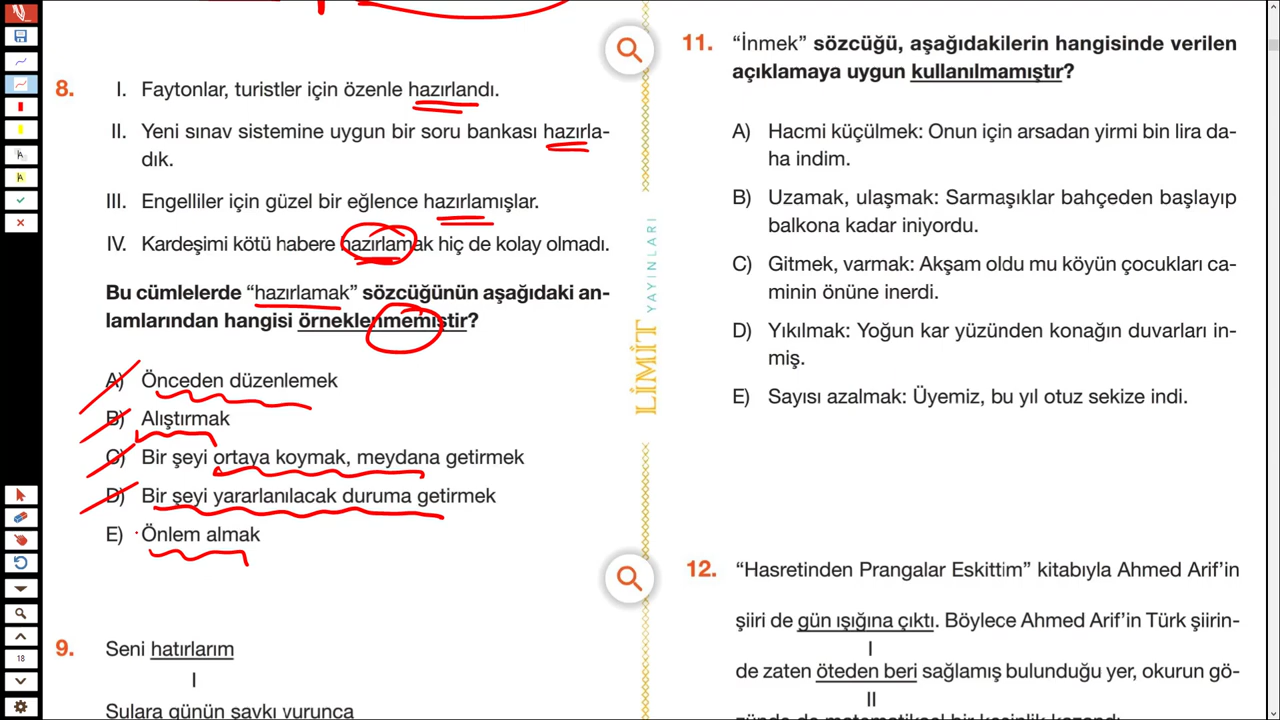 8.
I. Faytonlar, turistler için özenle hazırlandı.
II. Yeni sınav sistemine uygun bir soru bankası hazırla-
dık.
III. Engelliler için güzel bir eğlence hazırlamışlar.
IV. Kardeşimi kötü habere hazırlamak hiç de kolay olmadı.
Bu cümlelerde “hazırlamak” sözcüğünün aşağıdaki an-
lamlarından hangisi örneklenmemiştir?
A) Önceden düzenlemek
B) Alıştırmak
C) Bir şeyi ortaya koymak, meydana getirmek
D) Bir şeyi yararlanılacak duruma getirmek
E) Önlem almak
9.
Seni hatırlarım
I
Sulara günün şavkı vurunca
LİMİT YAYINLARI
11. “İnmek” sözcüğü, aşağıdakilerin hangisinde verilen
açıklamaya uygun kullanılmamıştır?
A) Hacmi küçülmek: Onun için arsadan yirmi bin lira da-
ha indim.
B) Uzamak, ulaşmak: Sarmaşıklar bahçeden başlayıp
balkona kadar iniyordu.
C) Gitmek, varmak: Akşam oldu mu köyün çocukları ca-
minin önüne inerdi.
D) Yıkılmak: Yoğun kar yüzünden konağın duvarları in-
miş.
E) Sayısı azalmak: Üyemiz, bu yıl otuz sekize indi.
12. “Hasretinden Prangalar Eskittim” kitabıyla Ahmed Arif’in
şiiri de gün ışığına çıktı. Böylece Ahmed Arif’in Türk şiirin-
I
de zaten öteden beri sağlamış bulunduğu yer, okurun gö-
II
zünde de matematiksel bir kesinlik kazandı.
18